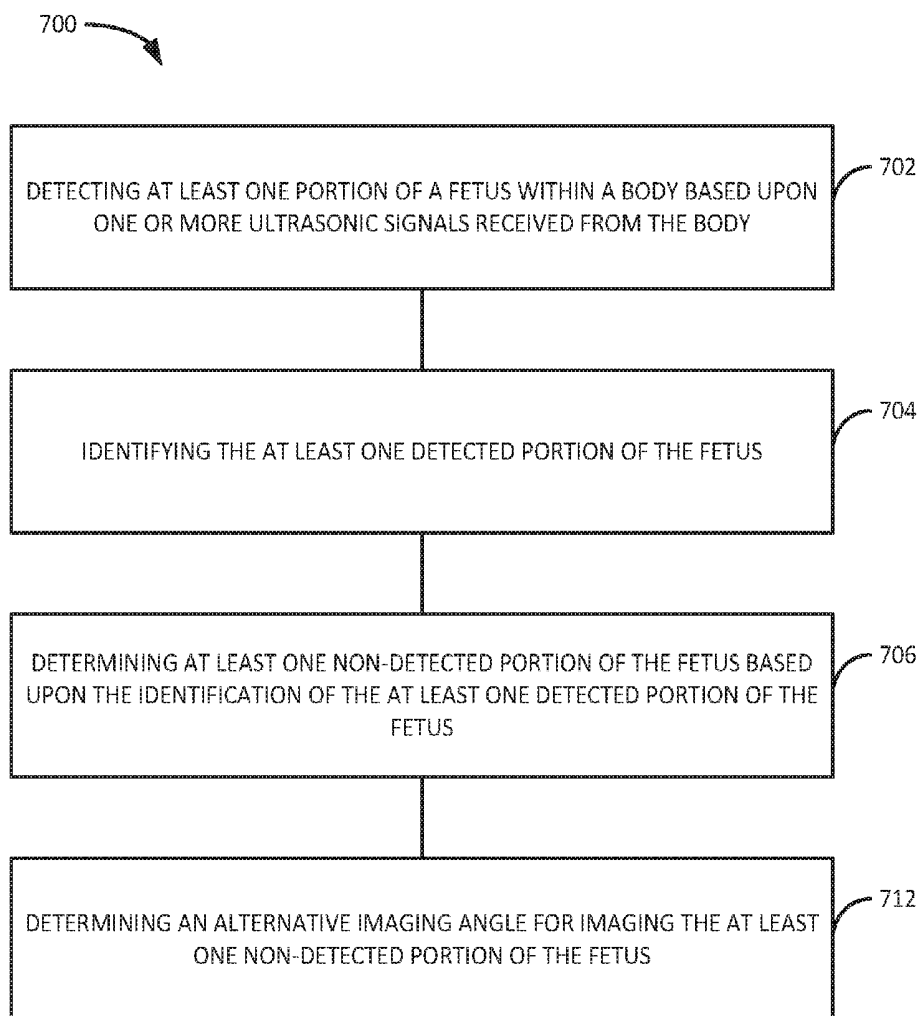 700
DETECTING AT LEAST ONE PORTION OF A FETUS WITHIN A BODY BASED UPON
ONE OR MORE ULTRASONIC SIGNALS RECEIVED FROM THE BODY
702
IDENTIFYING THE AT LEAST ONE DETECTED PORTION OF THE FETUS
704
DETERMINING AT LEAST ONE NON-DETECTED PORTION OF THE FETUS BASED
UPON THE IDENTIFICATION OF THE AT LEAST ONE DETECTED PORTION OF THE
FETUS
706
DETERMINING AN ALTERNATIVE IMAGING ANGLE FOR IMAGING THE AT LEAST
ONE NON-DETECTED PORTION OF THE FETUS
712